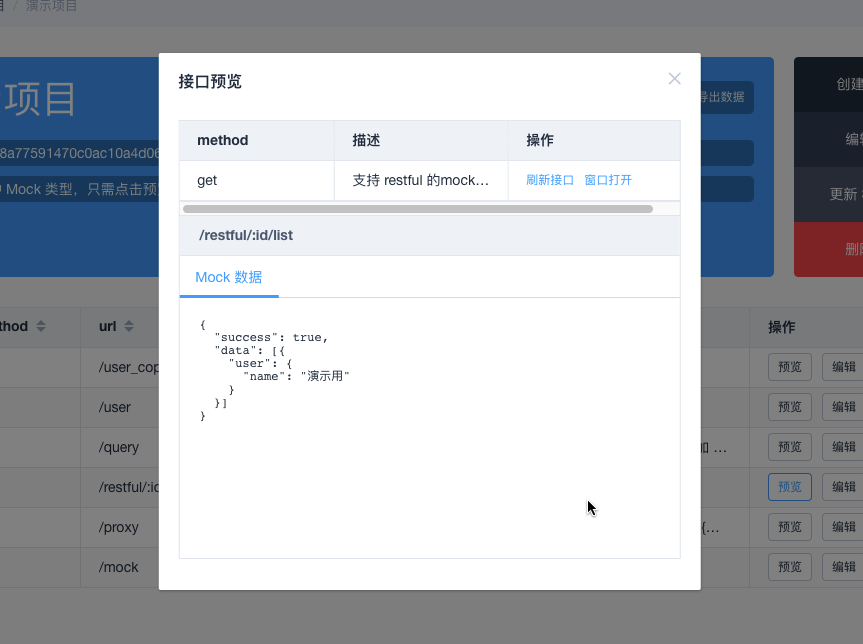 演示项目
接口预览
项目
导出数据
创建
method 描述 操作
8a77591470c0ac10a4d06
编辑
get 支持 restful 的mock... 刷新接口 窗口打开
Mock 类型，只需点击预
更新
/restful/:id/list
Mock 数据
{
"success": true,
"data": [{
"user": {
"name": "演示用"
}
}]
}
url 操作
/user_cop 预览 编辑
/user 预览 编辑
/query 加 ... 预览 编辑
/restful/:id 预览 编辑
/proxy {... 预览 编辑
/mock 预览 编辑